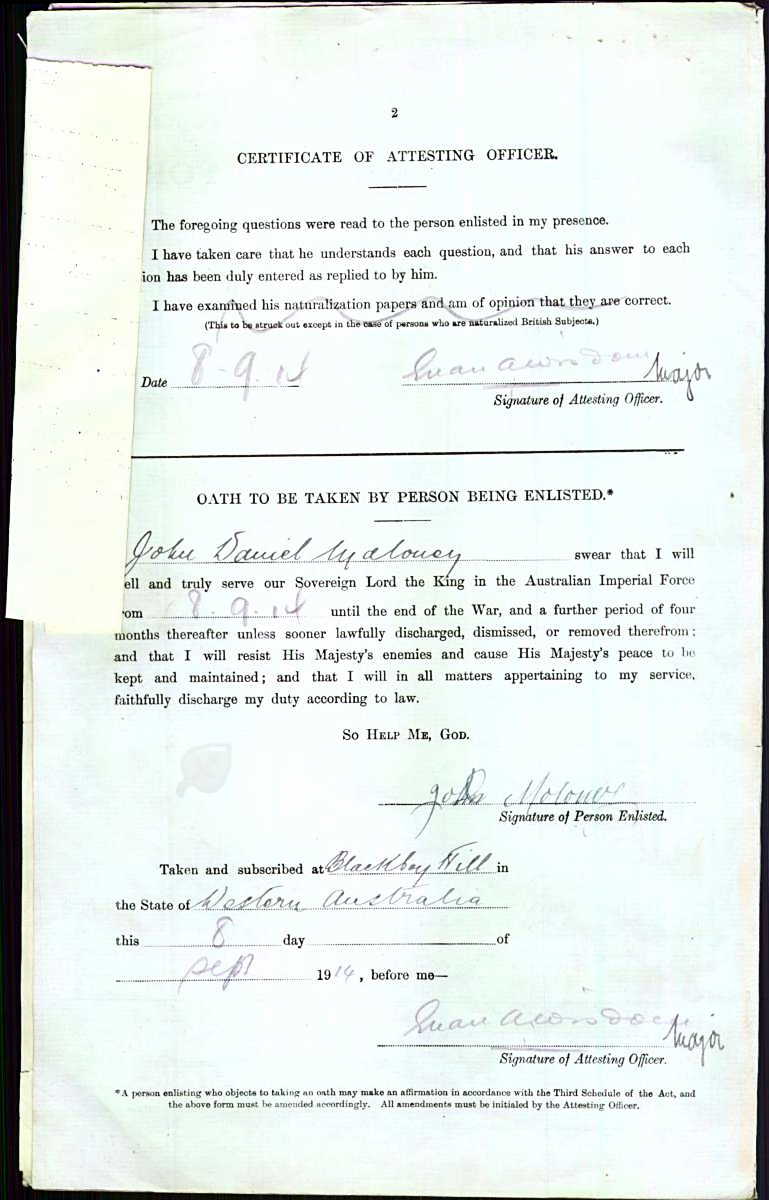 2
CERTIFICATE OF ATTESTING OFFICER.
The foregoing questions were read to the person enlisted in my presence.
I have taken care that he understands each question, and that his answer to each
ion has been duly entered as replied to by him.
I have examined his naturalization papers and am of opinion that they are correct.
(This to be struck out except in the case of persons who are naturalized British Subjects.)
Date 8-9.14 Major
Signature of Attesting Officer.
OATH TO BE TAKEN BY PERSON BEING ENLISTED.*
John Daniel Maloney swear that I will
ell and truly serve our Sovereign Lord the King in the Australian Imperial Force
rom 8.9.14 until the end of the War, and a further period of four
months thereafter unless sooner lawfully discharged, dismissed, or removed therefrom;
and that I will resist His Majesty's enemies and cause His Majesty's peace to be
kept and maintained; and that I will in all matters appertaining to my service,
faithfully discharge my duty according to law.
SO HELP ME, GOD.
John Moloney
Signature of Person Enlisted.
Taken and subscribed at Blackboy Hill in
the State of Western Australia
this 8 day of
sept 1914, before me—
Major
Signature of Attesting Officer.
*A person enlisting who objects to taking an oath may make an affirmation in accordance with the Third Schedule of the Act, and
the above form must be amended accordingly. All amendments must be initialed by the Attesting Officer.